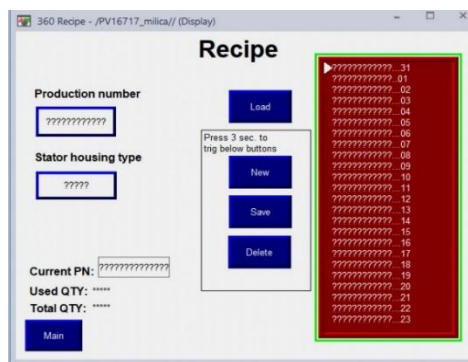 360 Recipe - /PV16717_milica// (Display)
Recipe
Production number
????????????
Stator housing type
?????
Load
Press 3 sec. to
trig below buttons
New
Save
Delete
Current PN: ??????????????
Used QTY: *****
Total QTY: *****
Main
????????????...31
????????????...01
????????????...02
????????????...03
????????????...04
????????????...05
????????????...06
????????????...07
????????????...08
????????????...09
????????????...10
????????????...11
????????????...12
????????????...13
????????????...14
????????????...15
????????????...16
????????????...17
????????????...18
????????????...19
????????????...20
????????????...21
????????????...22
????????????...23